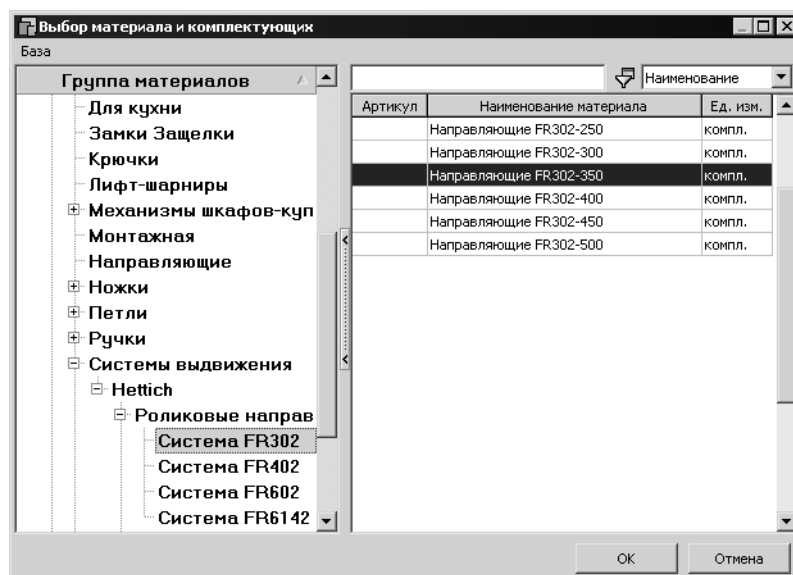 Выбор материала и комплектующих
База
Группа материалов
Для кухни
Замки Защелки
Крючки
Лифт-шарниры
Механизмы шкафов-куп
Монтажная
Направляющие
Ножки
Петли
Ручки
Системы выдвижения
Hettich
Роликовые направ
Система FR302
Система FR402
Система FR602
Система FR6142
Наименование
Артикул Наименование материала Ед. изм.
Направляющие FR302-250 компл.
Направляющие FR302-300 компл.
Направляющие FR302-350 компл.
Направляющие FR302-400 компл.
Направляющие FR302-450 компл.
Направляющие FR302-500 компл.
OK Отмена